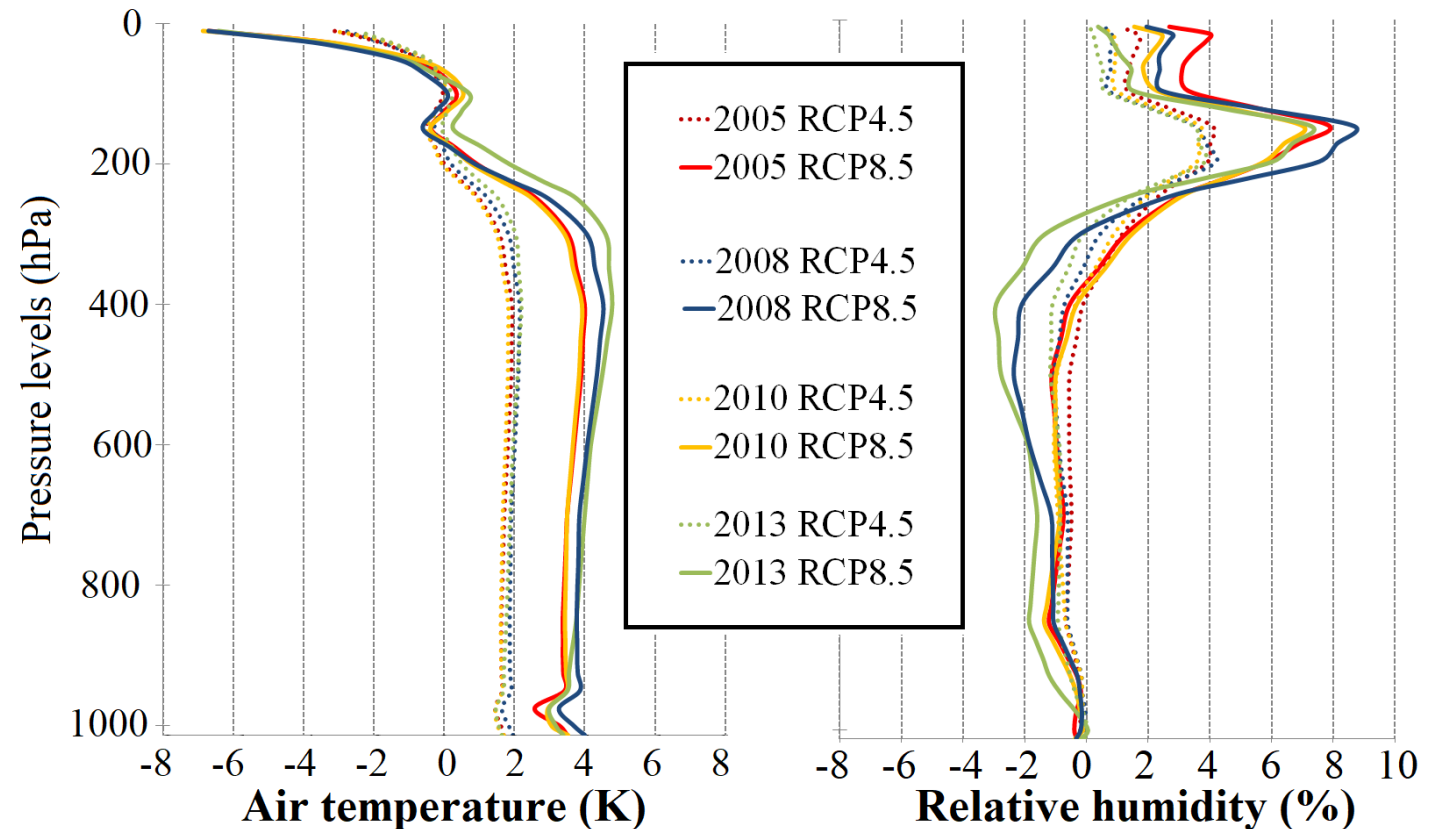 0
200
400
600
800
1000
Pressure levels (hPa)
-8 -6 -4 -2 0 2 4 6 8
Air temperature (K)
2005 RCP4.5
2005 RCP8.5
2008 RCP4.5
2008 RCP8.5
2010 RCP4.5
2010 RCP8.5
2013 RCP4.5
2013 RCP8.5
-8 -6 -4 -2 0 2 4 6 8 10
Relative humidity (%)